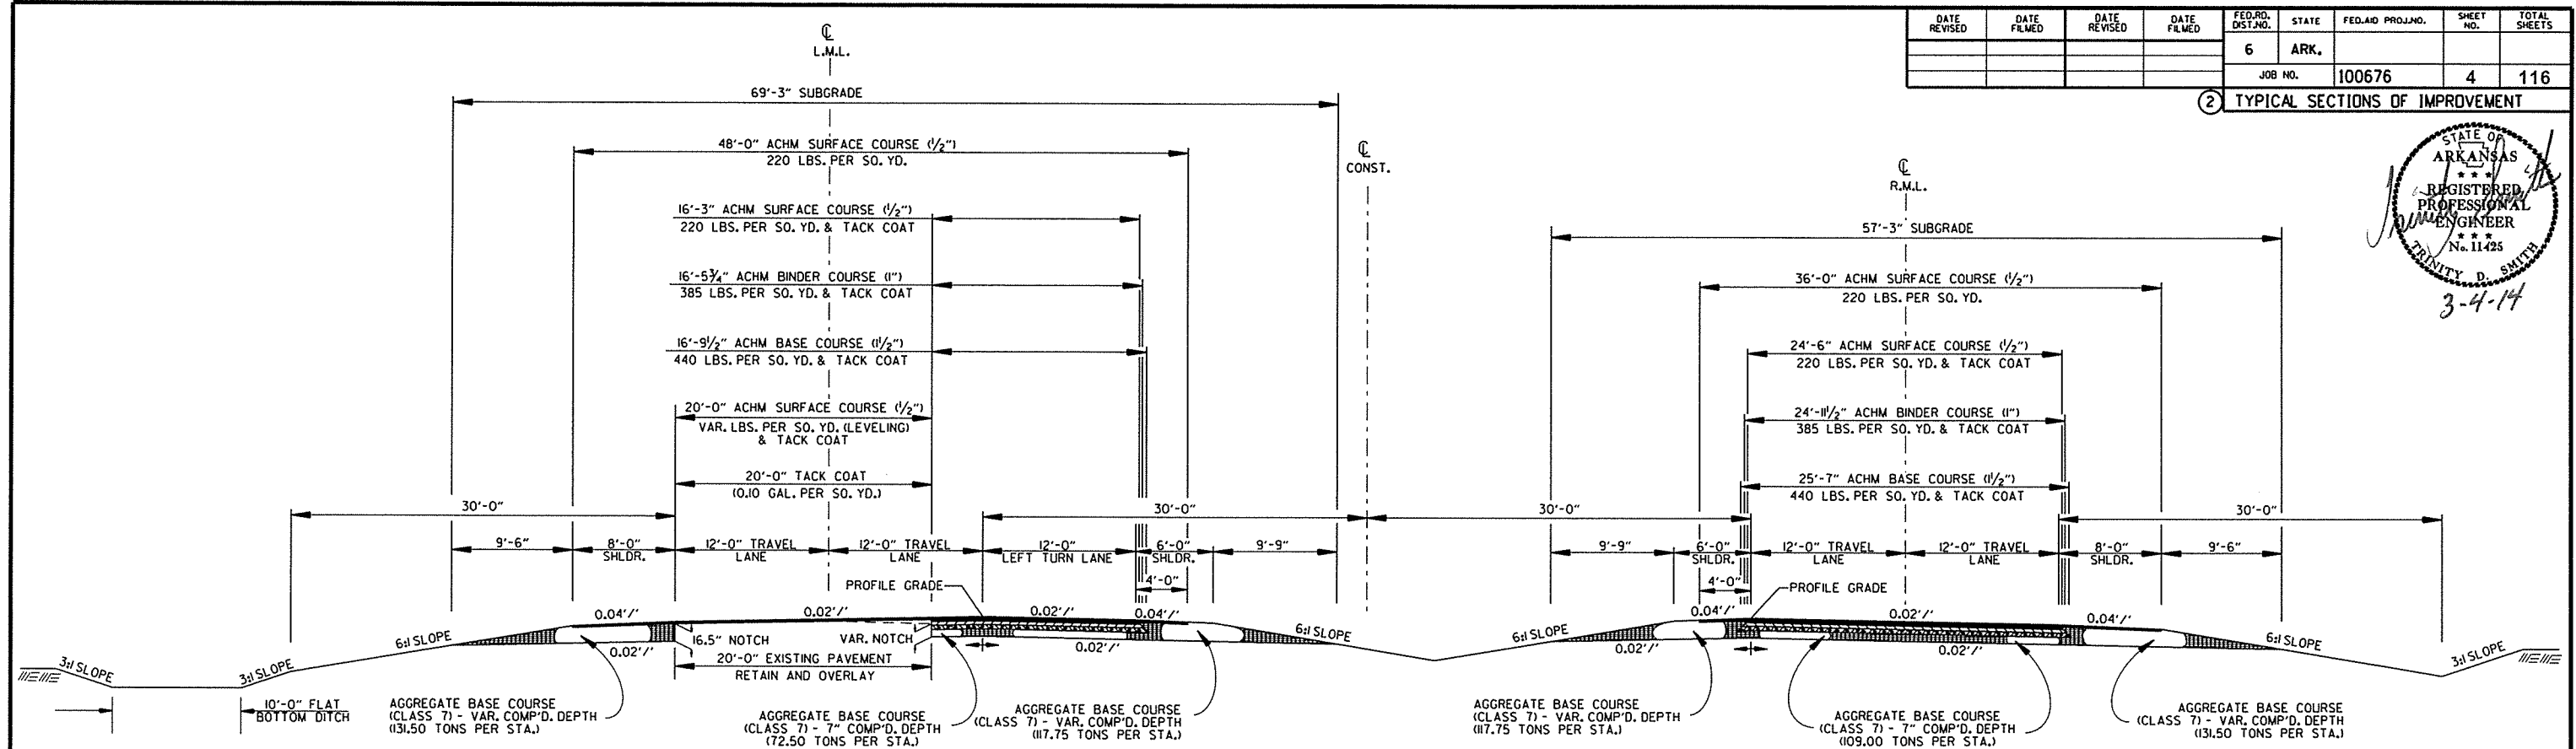 DATE REVISED
DATE FILMED
DATE REVISED
DATE FILMED
FED.RD. DIST.NO.
STATE
FED.AID PROJ.NO.
SHEET NO.
TOTAL SHEETS
6
ARK.
JOB NO.
100676
4
116
2 TYPICAL SECTIONS OF IMPROVEMENT
STATE OF
ARKANSAS
REGISTERED
PROFESSIONAL
ENGINEER
No. 11425
TRINITY D. SMITH
3-4-14
℄
L.M.L.
69'-3" SUBGRADE
48'-0" ACHM SURFACE COURSE (1/2")
220 LBS. PER SQ. YD.
16'-3" ACHM SURFACE COURSE (1/2")
220 LBS. PER SQ. YD. & TACK COAT
16'-5¾" ACHM BINDER COURSE (1")
385 LBS. PER SQ. YD. & TACK COAT
16'-9½" ACHM BASE COURSE (1½")
440 LBS. PER SQ. YD. & TACK COAT
20'-0" ACHM SURFACE COURSE (1/2")
VAR. LBS. PER SQ. YD. (LEVELING)
& TACK COAT
20'-0" TACK COAT
(0.10 GAL. PER SQ. YD.)
℄
CONST.
℄
R.M.L.
57'-3" SUBGRADE
36'-0" ACHM SURFACE COURSE (1/2")
220 LBS. PER SQ. YD.
24'-6" ACHM SURFACE COURSE (1/2")
220 LBS. PER SQ. YD. & TACK COAT
24'-11½" ACHM BINDER COURSE (1")
385 LBS. PER SQ. YD. & TACK COAT
25'-7" ACHM BASE COURSE (1½")
440 LBS. PER SQ. YD. & TACK COAT
30'-0"
30'-0"
30'-0"
30'-0"
9'-6"
8'-0" SHLDR.
12'-0" TRAVEL LANE
12'-0" TRAVEL LANE
12'-0" LEFT TURN LANE
6'-0" SHLDR.
9'-9"
4'-0"
9'-9"
6'-0" SHLDR.
12'-0" TRAVEL LANE
12'-0" TRAVEL LANE
8'-0" SHLDR.
9'-6"
4'-0"
PROFILE GRADE
PROFILE GRADE
0.04'/'
0.02'/'
0.02'/'
0.04'/'
0.04'/'
0.02'/'
0.04'/'
3:1 SLOPE
3:1 SLOPE
6:1 SLOPE
0.02'/'
16.5" NOTCH
VAR. NOTCH
0.02'/'
6:1 SLOPE
6:1 SLOPE
0.02'/'
0.02'/'
6:1 SLOPE
3:1 SLOPE
20'-0" EXISTING PAVEMENT
RETAIN AND OVERLAY
10'-0" FLAT
BOTTOM DITCH
AGGREGATE BASE COURSE
(CLASS 7) - VAR. COMP'D. DEPTH
(131.50 TONS PER STA.)
AGGREGATE BASE COURSE
(CLASS 7) - 7" COMP'D. DEPTH
(72.50 TONS PER STA.)
AGGREGATE BASE COURSE
(CLASS 7) - VAR. COMP'D. DEPTH
(117.75 TONS PER STA.)
AGGREGATE BASE COURSE
(CLASS 7) - VAR. COMP'D. DEPTH
(117.75 TONS PER STA.)
AGGREGATE BASE COURSE
(CLASS 7) - 7" COMP'D. DEPTH
(109.00 TONS PER STA.)
AGGREGATE BASE COURSE
(CLASS 7) - VAR. COMP'D. DEPTH
(131.50 TONS PER STA.)